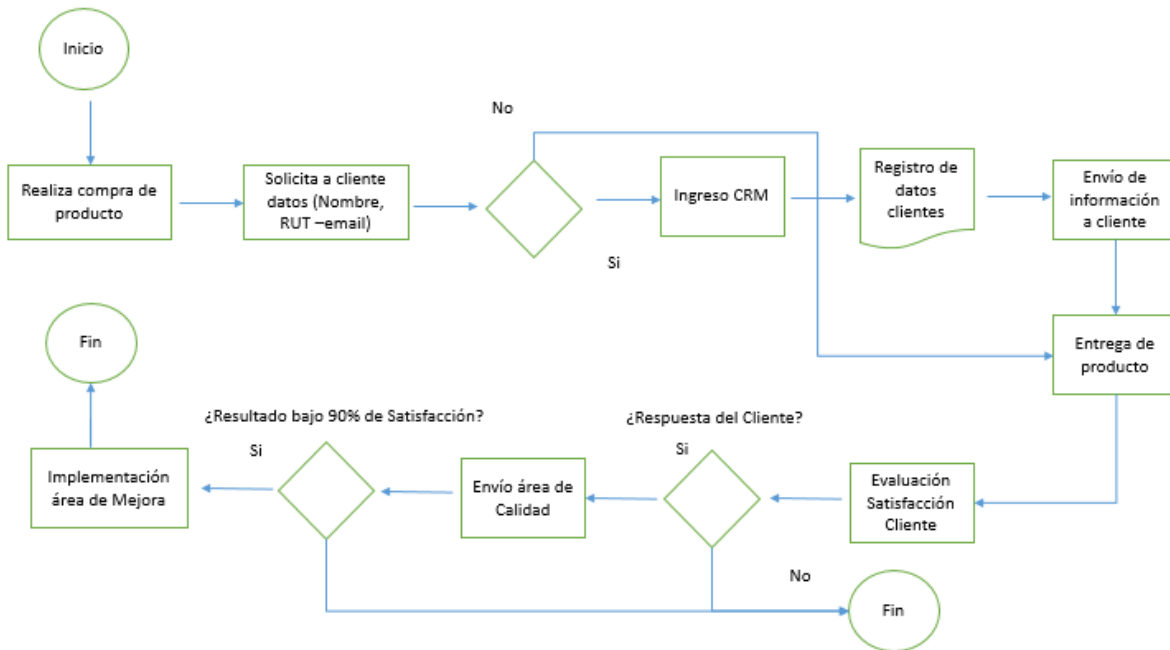 Inicio
No
Realiza compra de
producto
Solicita a cliente
datos (Nombre,
RUT –email)
Ingreso CRM
Registro de
datos
clientes
Envío de
información
a cliente
Si
Fin
Entrega de
producto
¿Resultado bajo 90% de Satisfacción?
¿Respuesta del Cliente?
Si
Si
Implementación
área de Mejora
Envío área de
Calidad
Evaluación
Satisfacción
Cliente
No
Fin